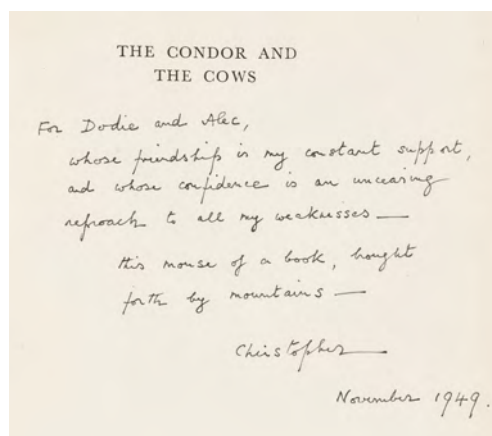 THE CONDOR AND
THE COWS
For Dodie and Alec,
whose friendship is my constant support,
and whose confidence is an unceasing
reproach to all my weaknesses —
this mouse of a book, bought
forth by mountains —
Christopher
November 1949.